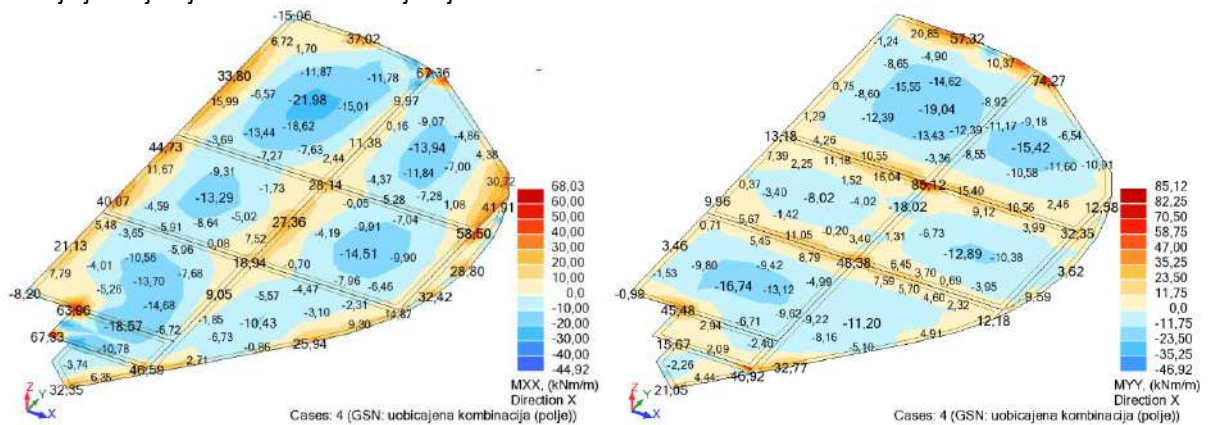 -15,06
6,72 37,02
1,70
-11,87 -11,78 67,36
33,80
15,99 -6,57 -21,98 -15,01 9,97
-18,62 0,16 -9,07
-13,44 -4,86
-3,69 -7,63 11,38 -13,94
44,73 -7,27 2,44 4,38
11,67 -11,84 -7,00
-9,31 -4,37 30,72
-1,73 28,14 -7,28
40,07 -13,29 -0,05 5,28 1,08 41,91
-4,59
5,48 -5,02 27,36 -7,04
-3,65 5,91 -8,64 -4,19 -9,91 58,50
21,13 -5,96 0,08 7,52
-10,56 -14,51 -9,90
-4,01 -7,68 18,94 0,70 28,80
7,79 -13,70 -7,96
-5,26 -4,47 -6,46
-8,20 -14,68 9,05 -5,57 32,42
63,96 -2,31
-18,57 -1,85 -3,10 14,87
67,93 -6,72 -10,43 9,30
-10,78 -6,73 25,94
-3,74 -0,86
46,59 2,71
6,35
32,35
68,03
60,00
50,00
40,00
30,00
20,00
10,00
0,0
-10,00
-20,00
-30,00
-40,00
-44,92
MXX, (kNm/m)
Direction X
Z
Y
X
Cases: 4 (GSN: uobicajena kombinacija (polje))
20,85 57,32
-1,24
-4,90
-8,65 10,37
-14,62 74,27
0,75 -15,55
-8,60 -19,04 -8,92
1,29 -12,39 -9,18
-13,43 -12,39 -11,17 -6,54
13,18 4,26 -15,42
7,39 10,55 -3,36 -8,55
2,25 11,18 -11,60 -10,91
16,04 -10,58
0,37 1,52 85,12 15,40
-3,40 -8,02 2,46
9,96 -4,02 -18,02 10,56 12,58
0,71 -1,42 9,12
5,67 -0,20 3,99
11,05 3,40 1,31 -6,73 32,35
3,46 5,45
8,79 -12,89
-9,80 -9,42 48,38 6,45 -10,38
-1,53 3,70 3,62
-16,74 -4,99 7,59 0,69
-13,12 5,70 -3,95
-0,99 4,60 9,59
45,48 -9,62 2,32
-6,71 -9,22 12,18
2,94 -11,20
15,67 -2,40 -8,16 4,91
2,09 -5,10
-2,26 32,77
4,44 46,92
21,05
85,12
82,25
70,50
58,75
47,00
35,25
23,50
11,75
0,0
-11,75
-23,50
-35,25
-46,92
MYY, (kNm/m)
Direction X
Z
Y
X
Cases: 4 (GSN: uobicajena kombinacija (polje))